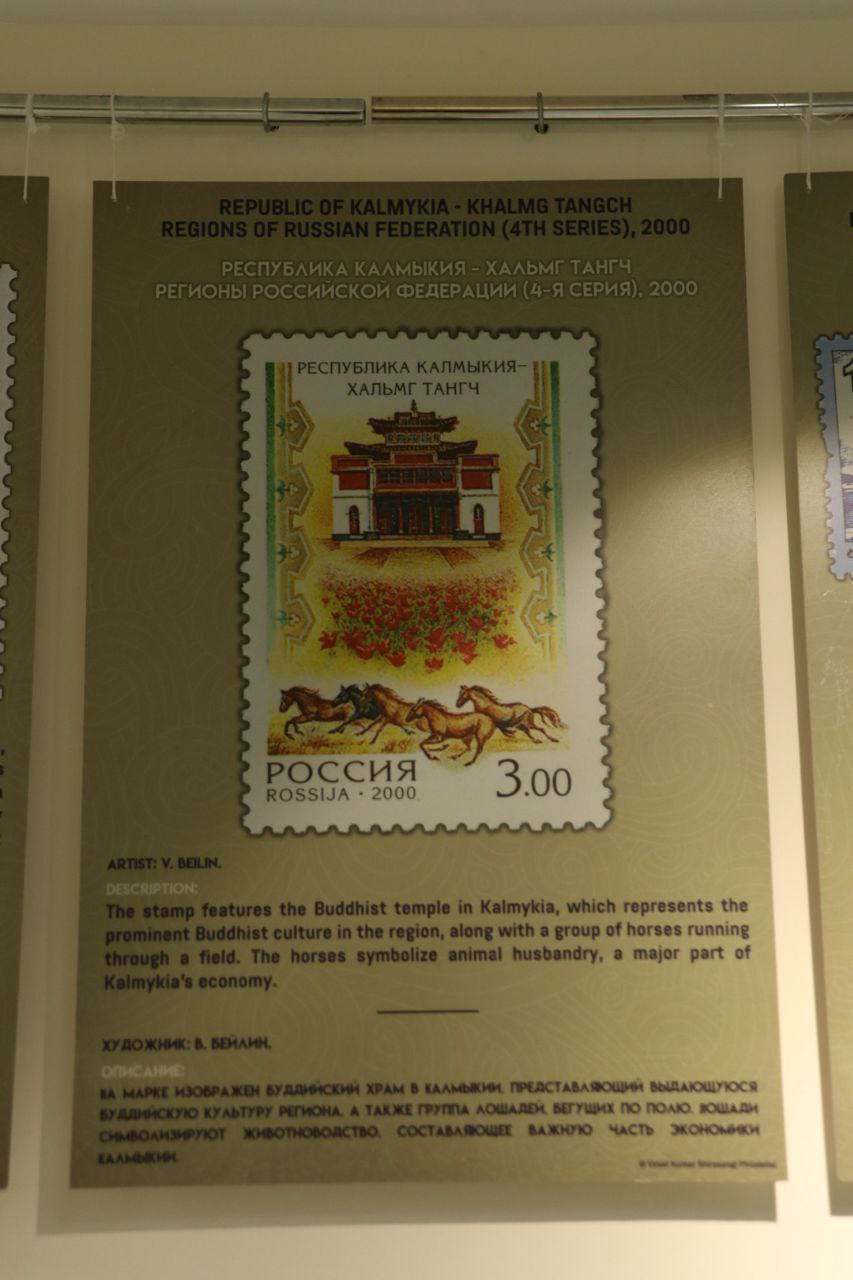 REPUBLIC OF KALMYKIA - KHALMG TANGCH
REGIONS OF RUSSIAN FEDERATION (4TH SERIES), 2000
РЕСПУБЛИКА КАЛМЫКИЯ - ХАЛЬМГ ТАНГЧ
РЕГИОНЫ РОССИЙСКОЙ ФЕДЕРАЦИИ (4-Я СЕРИЯ), 2000
РЕСПУБЛИКА КАЛМЫКИЯ–
ХАЛЬМГ ТАНГЧ
РОССИЯ
ROSSIJA · 2000
3.00
ARTIST: V. BEILIN.
DESCRIPTION:
The stamp features the Buddhist temple in Kalmykia, which represents the
prominent Buddhist culture in the region, along with a group of horses running
through a field. The horses symbolize animal husbandry, a major part of
Kalmykia's economy.
ХУДОЖНИК: В. БЕЙЛИН.
ОПИСАНИЕ:
НА МАРКЕ ИЗОБРАЖЕН БУДДИЙСКИЙ ХРАМ В КАЛМЫКИИ, ПРЕДСТАВЛЯЮЩИЙ ВЫДАЮЩУЮСЯ
БУДДИЙСКУЮ КУЛЬТУРУ РЕГИОНА, А ТАКЖЕ ГРУППА ЛОШАДЕЙ, БЕГУЩИХ ПО ПОЛЮ. ЛОШАДИ
СИМВОЛИЗИРУЮТ ЖИВОТНОВОДСТВО, СОСТАВЛЯЮЩЕЕ ВАЖНУЮ ЧАСТЬ ЭКОНОМИКИ
КАЛМЫКИИ.